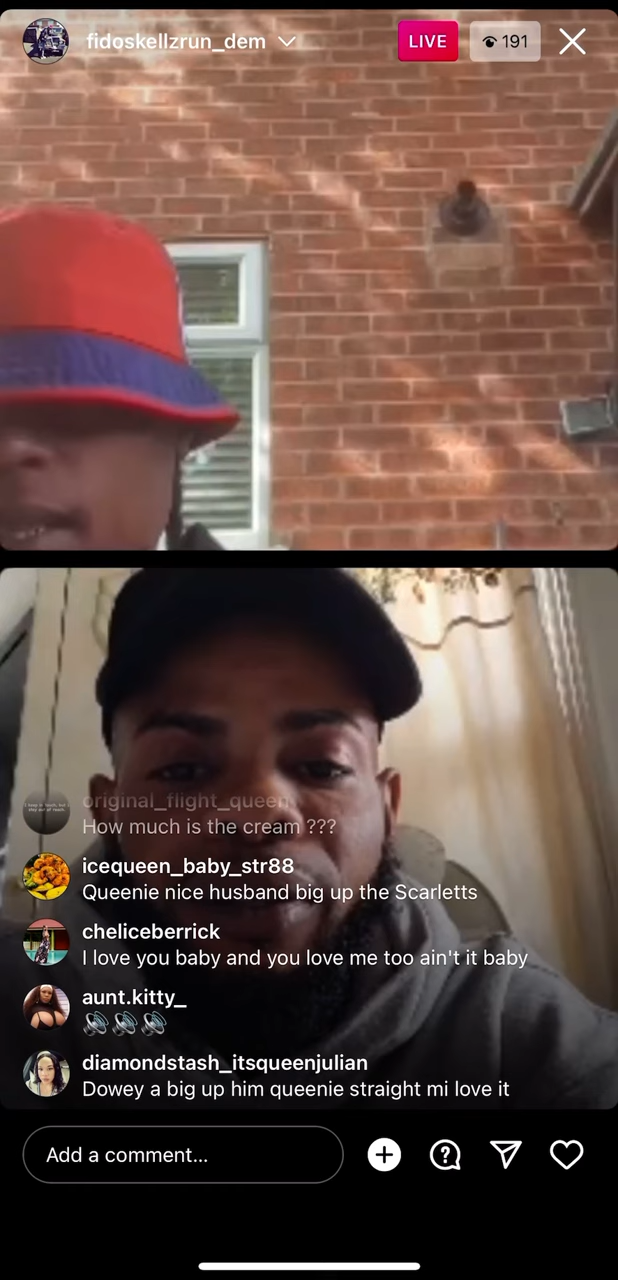 fidoskellzrun_dem
LIVE
191
original_flight_queen
How much is the cream ???
icequeen_baby_str88
Queenie nice husband big up the Scarletts
cheliceberrick
I love you baby and you love me too ain't it baby
aunt.kitty_
diamondstash_itsqueenjulian
Dowey a big up him queenie straight mi love it
Add a comment...